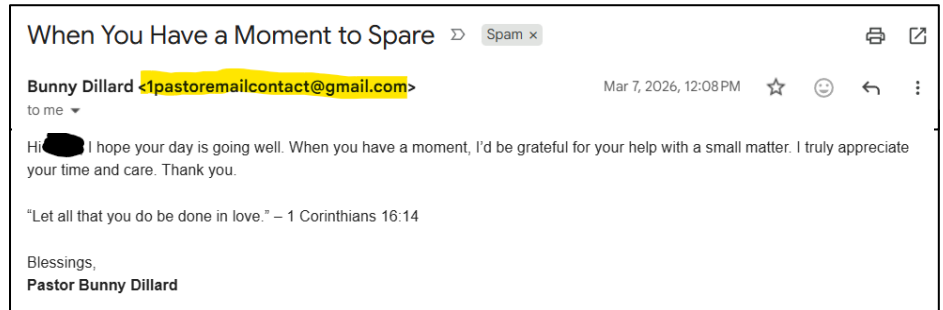 When You Have a Moment to Spare Spam ×
Bunny Dillard <1pastoremailcontact@gmail.com> Mar 7, 2026, 12:08 PM
to me
Hi I hope your day is going well. When you have a moment, I’d be grateful for your help with a small matter. I truly appreciate
your time and care. Thank you.
“Let all that you do be done in love.” – 1 Corinthians 16:14
Blessings,
Pastor Bunny Dillard